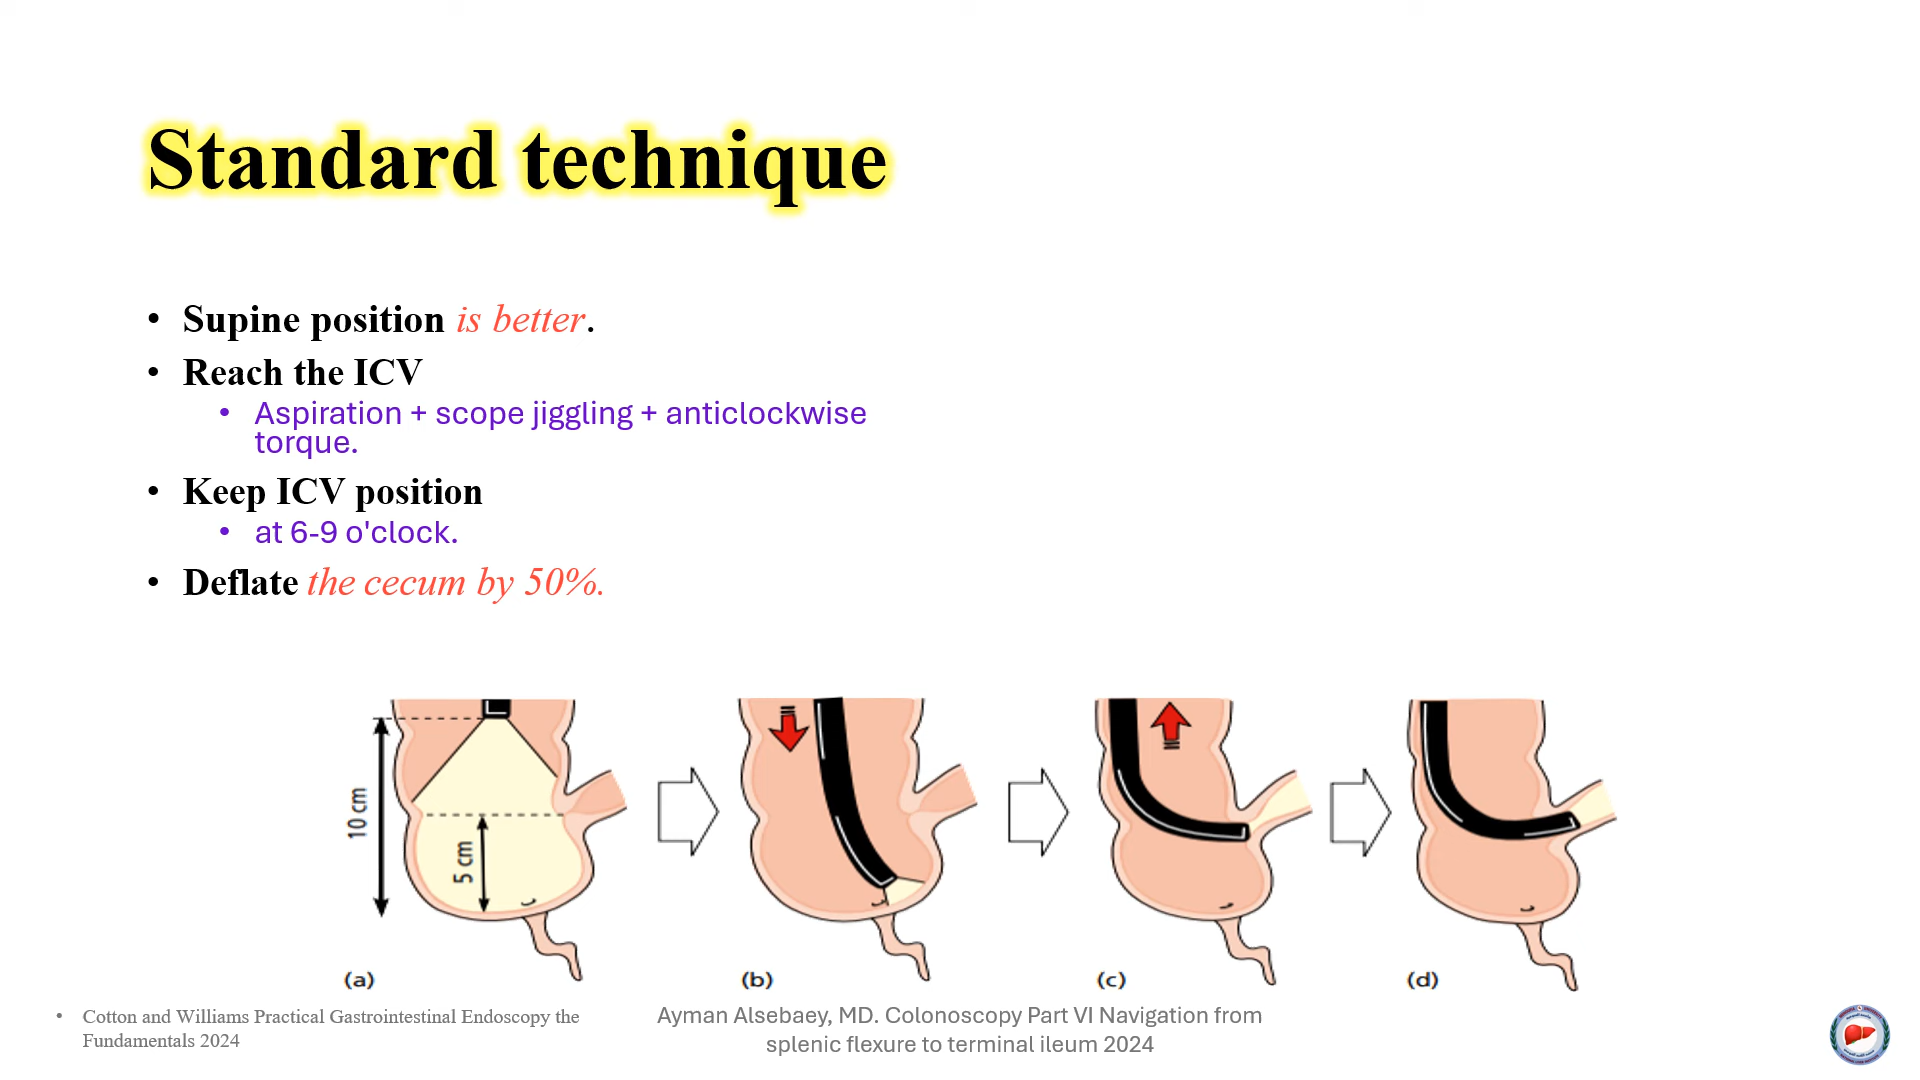 Standard technique
• Supine position is better.
• Reach the ICV
• Aspiration + scope jiggling + anticlockwise
torque.
• Keep ICV position
• at 6-9 o'clock.
• Deflate the cecum by 50%.
10 cm
5 cm
(a)
(b)
(c)
(d)
• Cotton and Williams Practical Gastrointestinal Endoscopy the
Fundamentals 2024
Ayman Alsebaey, MD. Colonoscopy Part VI Navigation from
splenic flexure to terminal ileum 2024